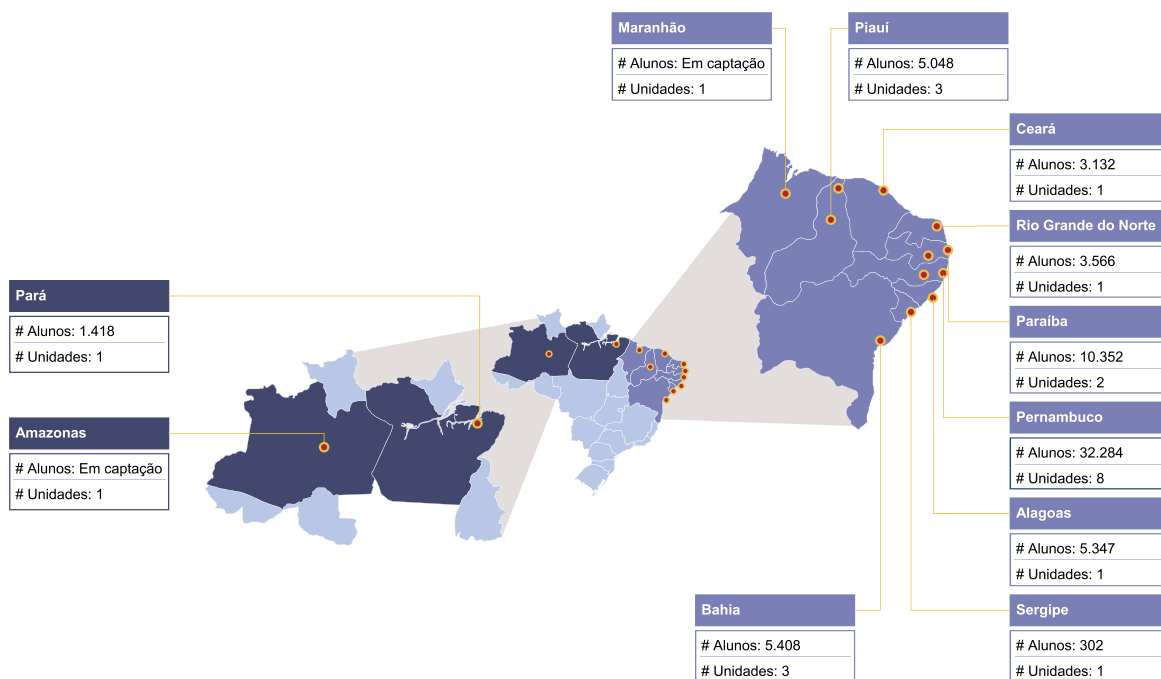 Maranhão
# Alunos: Em captação
# Unidades: 1
Piauí
# Alunos: 5.048
# Unidades: 3
Ceará
# Alunos: 3.132
# Unidades: 1
Rio Grande do Norte
# Alunos: 3.566
# Unidades: 1
Pará
# Alunos: 1.418
# Unidades: 1
Paraíba
# Alunos: 10.352
# Unidades: 2
Amazonas
# Alunos: Em captação
# Unidades: 1
Pernambuco
# Alunos: 32.284
# Unidades: 8
Alagoas
# Alunos: 5.347
# Unidades: 1
Bahia
# Alunos: 5.408
# Unidades: 3
Sergipe
# Alunos: 302
# Unidades: 1